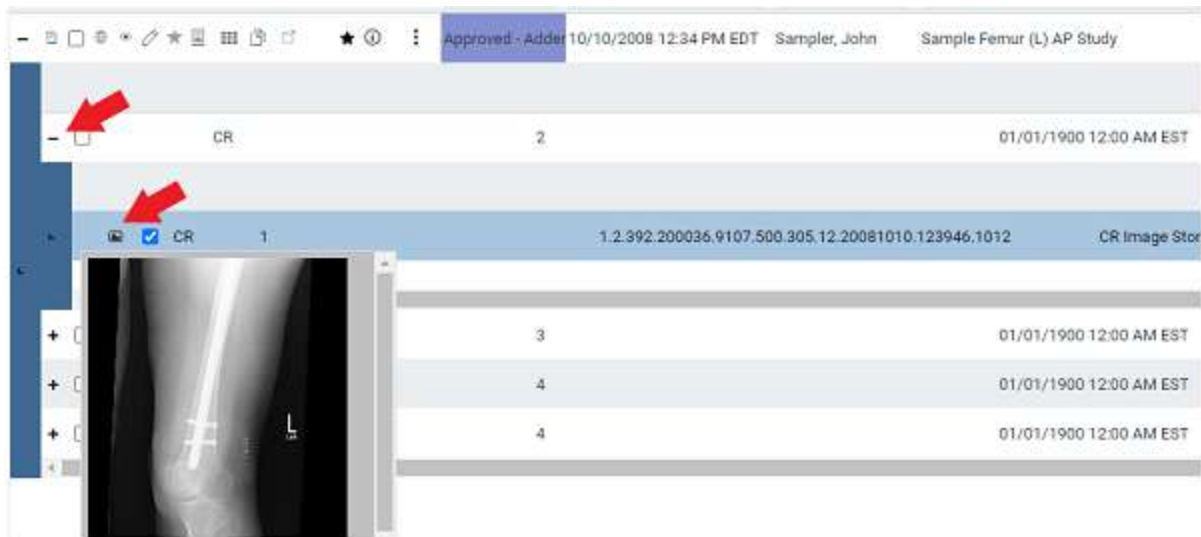 Approved - Adder 10/10/2008 12:34 PM EDT Sampler, John Sample Femur (L) AP Study
CR 2 01/01/1900 12:00 AM EST
CR 1 1.2.392.200036.9107.500.305.12.20081010.123946.1012 CR Image Stor
L
3 01/01/1900 12:00 AM EST
4 01/01/1900 12:00 AM EST
4 01/01/1900 12:00 AM EST